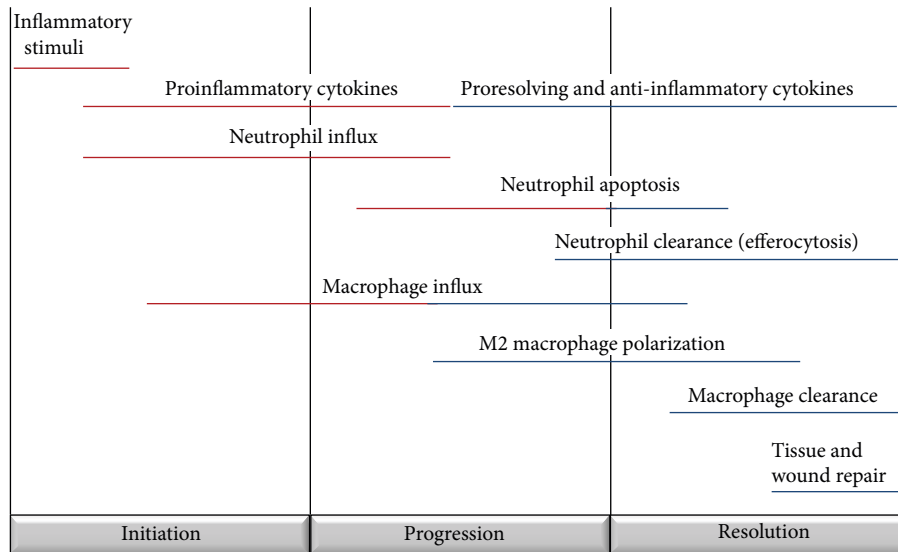 Inflammatory
stimuli
Proinflammatory cytokines
Proresolving and anti-inflammatory cytokines
Neutrophil influx
Neutrophil apoptosis
Neutrophil clearance (efferocytosis)
Macrophage influx
M2 macrophage polarization
Macrophage clearance
Tissue and
wound repair
Initiation
Progression
Resolution